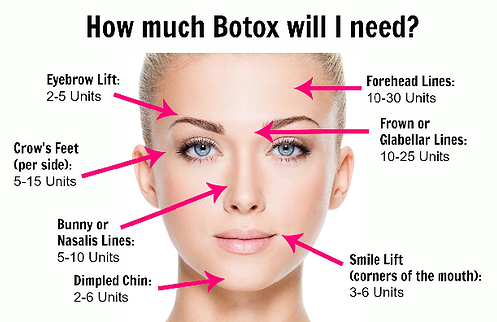 How much Botox will I need?
Eyebrow Lift:
2-5 Units
Crow's Feet
(per side):
5-15 Units
Bunny or
Nasalis Lines:
5-10 Units
Dimpled Chin:
2-6 Units
Forehead Lines:
10-30 Units
Frown or
Glabellar Lines:
10-25 Units
Smile Lift
(corners of the mouth):
3-6 Units